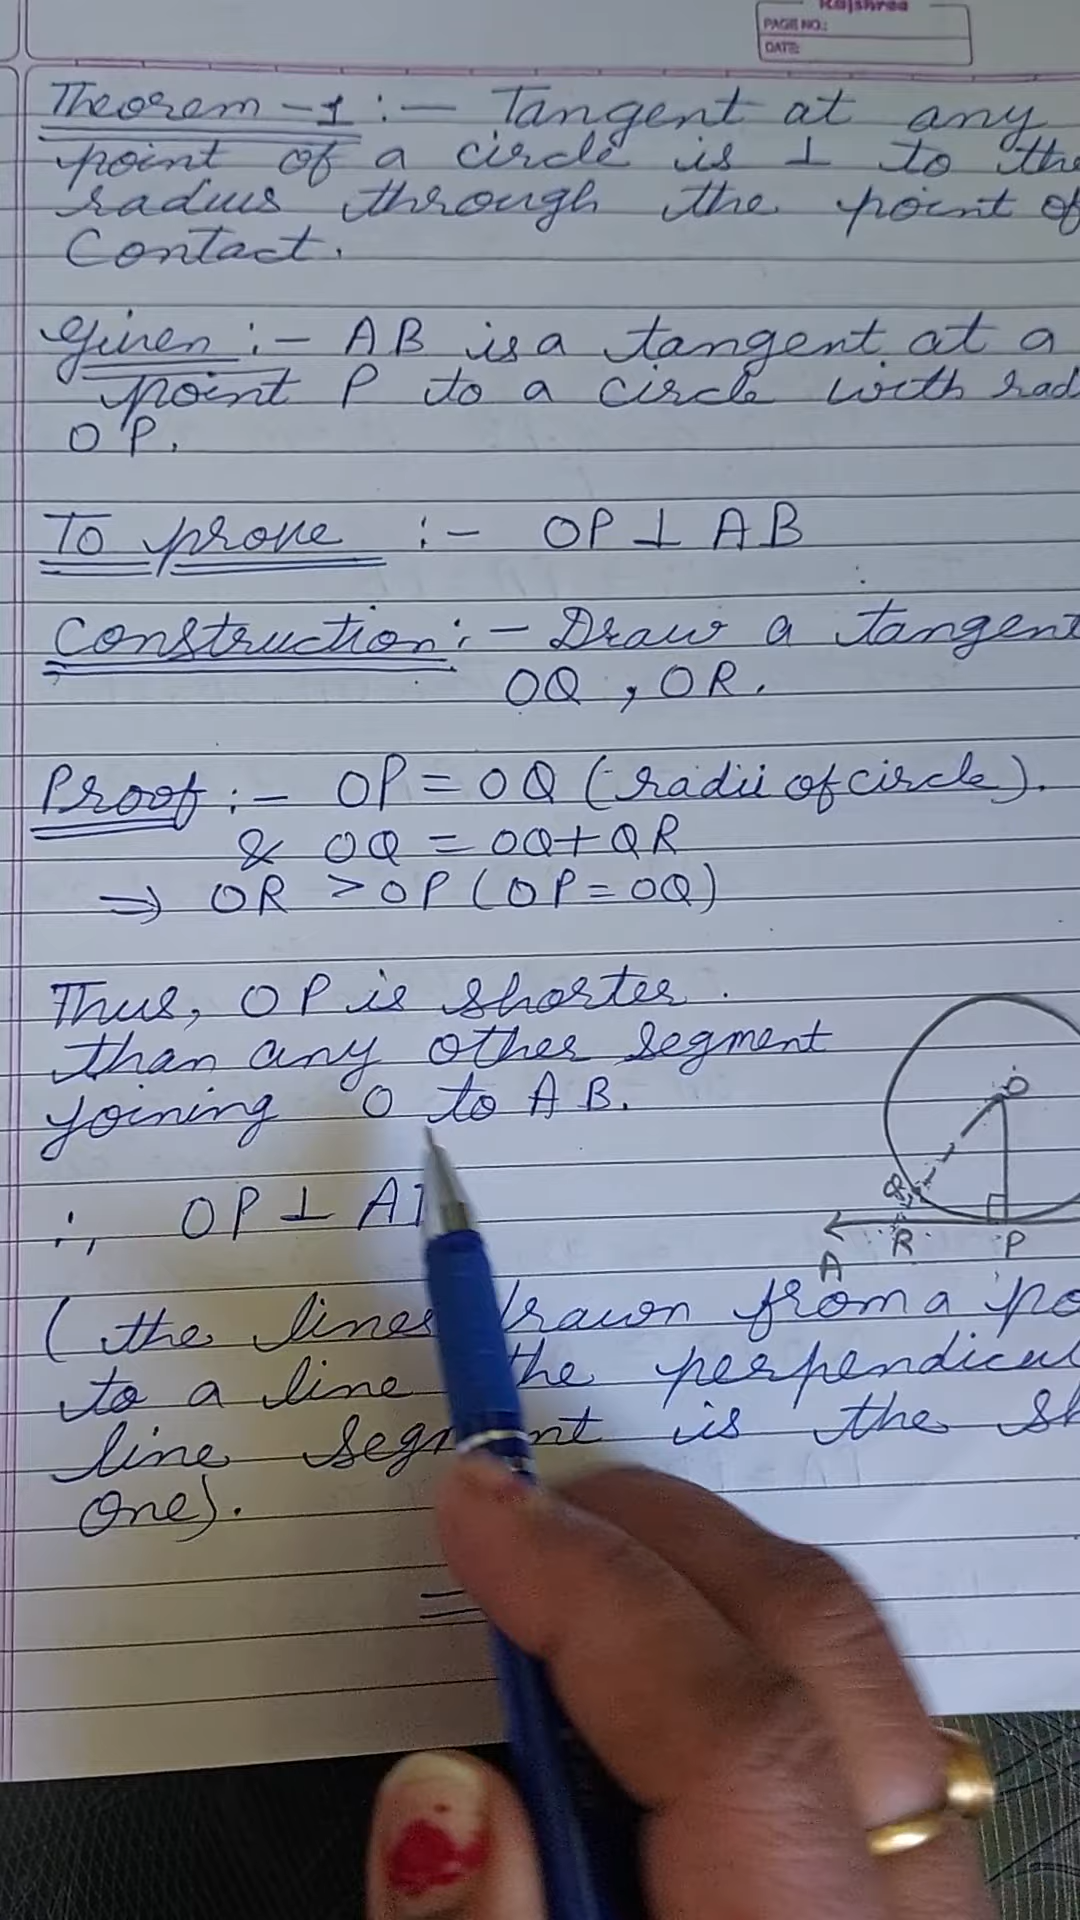 Rajshree
PAGE NO.:
DATE:
Theorem -1 :- Tangent at any
point of a circle is ⊥ to the
radius through the point of
Contact.
Given :- AB is a tangent at a
point P to a circle with rad
OP.
To prove :- OP ⊥ AB
Construction :- Draw a tangent
OQ , OR.
Proof :- OP = OQ (radii of circle).
& OQ = OQ + QR
⇒ OR > OP (OP = OQ)
Thus, OP is shorter.
than any other segment
joining O to AB.
O
Q
R
P
A
∴, OP ⊥ A
(the lines drawn from a po
to a line the perpendicul
line segment is the sh
one).